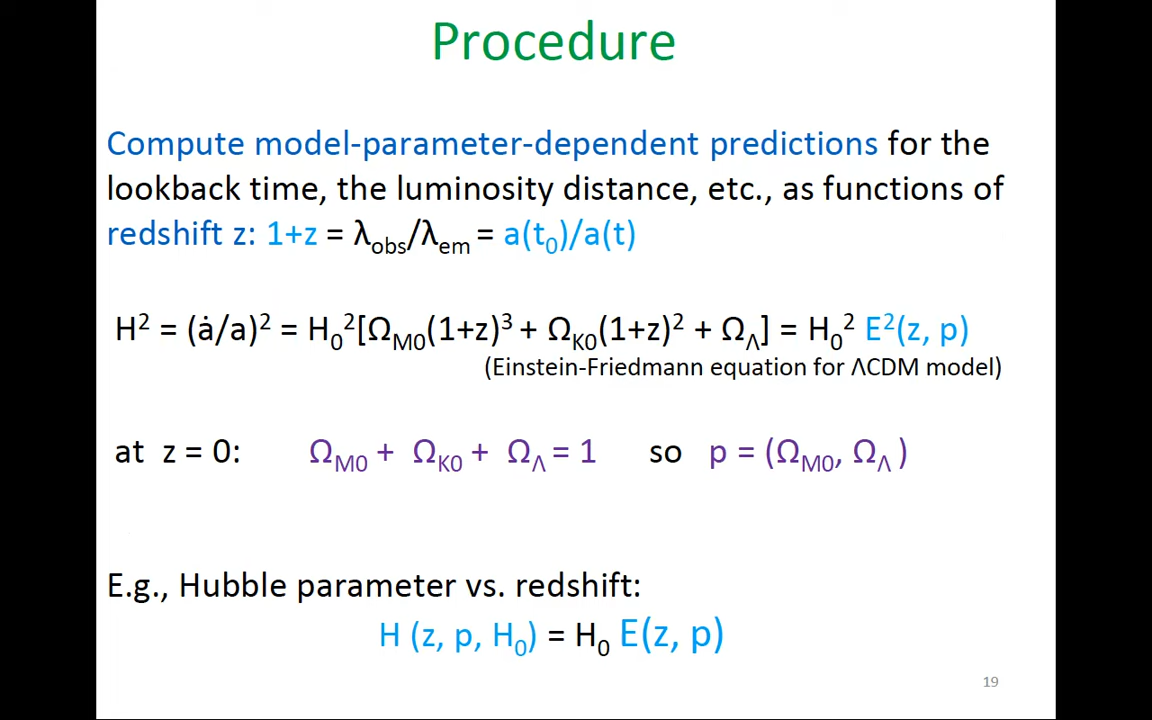 Procedure
Compute model-parameter-dependent predictions for the
lookback time, the luminosity distance, etc., as functions of
redshift z: 1+z = λobs/λem = a(t0)/a(t)
H² = (ȧ/a)² = H0²[ΩM0(1+z)³ + ΩK0(1+z)² + ΩΛ] = H0² E²(z, p)
(Einstein-Friedmann equation for ΛCDM model)
at z = 0: ΩM0 + ΩK0 + ΩΛ = 1 so p = (ΩM0, ΩΛ )
E.g., Hubble parameter vs. redshift:
H (z, p, H0) = H0 E(z, p)
19